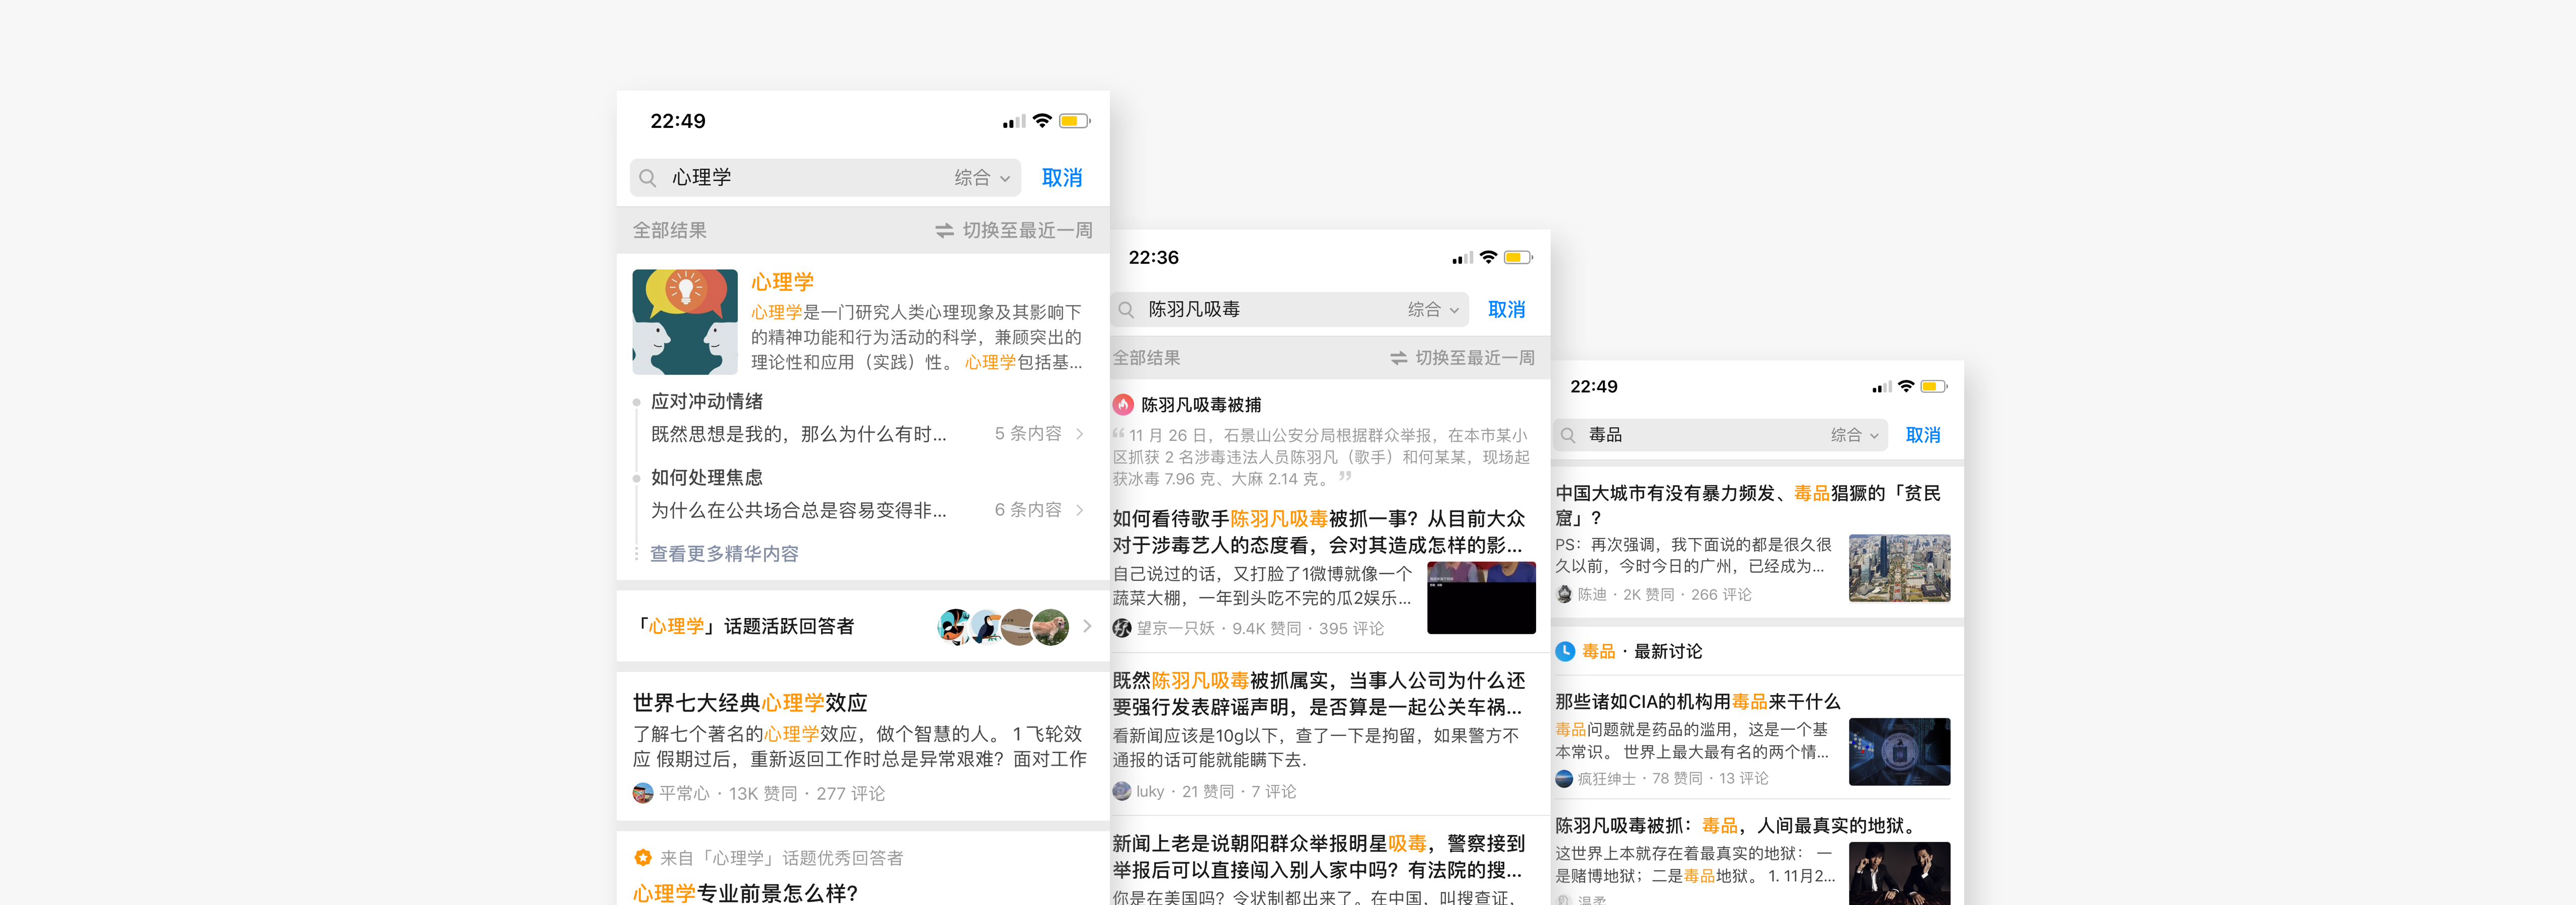 22:49
心理学
综合
取消
全部结果
切换至最近一周
心理学
心理学是一门研究人类心理现象及其影响下
的精神功能和行为活动的科学，兼顾突出的
理论性和应用（实践）性。 心理学包括基...
应对冲动情绪
既然思想是我的，那么为什么有时...
5 条内容
如何处理焦虑
为什么在公共场合总是容易变得非...
6 条内容
查看更多精华内容
「心理学」话题活跃回答者
世界七大经典心理学效应
了解七个著名的心理学效应，做个智慧的人。 1 飞轮效
应 假期过后，重新返回工作时总是异常艰难？面对工作
平常心 · 13K 赞同 · 277 评论
来自「心理学」话题优秀回答者
心理学专业前景怎么样?
22:36
陈羽凡吸毒
综合
取消
全部结果
切换至最近一周
陈羽凡吸毒被捕
“ 11 月 26 日，石景山公安分局根据群众举报，在本市某小
区抓获 2 名涉毒违法人员陈羽凡（歌手）和何某某，现场起
获冰毒 7.96 克、大麻 2.14 克。”
如何看待歌手陈羽凡吸毒被抓一事？从目前大众
对于涉毒艺人的态度看，会对其造成怎样的影...
自己说过的话，又打脸了1微博就像一个
蔬菜大棚，一年到头吃不完的瓜2娱乐...
望京一只妖 · 9.4K 赞同 · 395 评论
既然陈羽凡吸毒被抓属实，当事人公司为什么还
要强行发表辟谣声明，是否算是一起公关车祸...
看新闻应该是10g以下，查了一下是拘留，如果警方不
通报的话可能就能瞒下去.
luky · 21 赞同 · 7 评论
新闻上老是说朝阳群众举报明星吸毒，警察接到
举报后可以直接闯入别人家中吗？有法院的搜...
你是在美国吗？令状制都出来了。在中国，叫搜查证，
22:49
毒品
综合
取消
中国大城市有没有暴力频发、毒品猖獗的「贫民
窟」?
PS：再次强调，我下面说的都是很久很
久以前，今时今日的广州，已经成为...
陈迪 · 2K 赞同 · 266 评论
毒品 · 最新讨论
那些诸如CIA的机构用毒品来干什么
毒品问题就是药品的滥用，这是一个基
本常识。 世界上最大最有名的两个情...
疯狂绅士 · 78 赞同 · 13 评论
陈羽凡吸毒被抓：毒品，人间最真实的地狱。
这世界上本就存在着最真实的地狱： 一
是赌博地狱；二是毒品地狱。 1. 11月2...
温柔